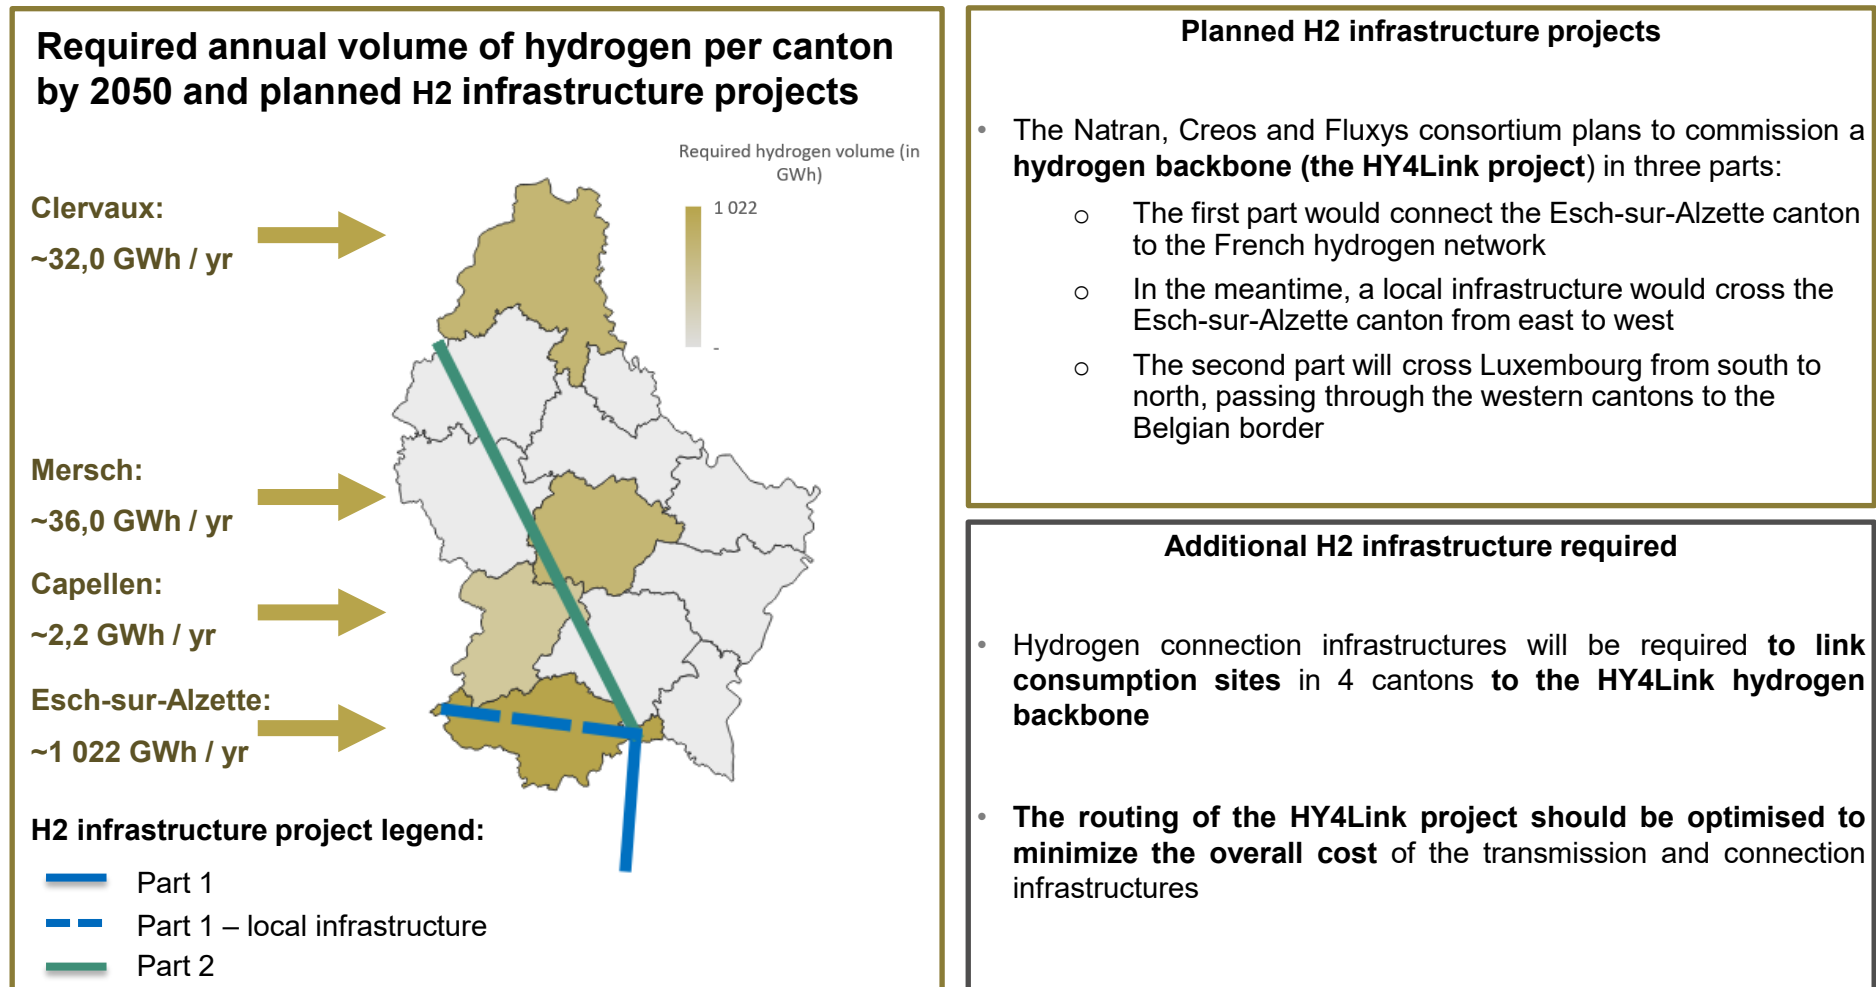 Required annual volume of hydrogen per canton
by 2050 and planned H2 infrastructure projects
Required hydrogen volume (in
GWh)
1 022
-
Clervaux:
~32,0 GWh / yr
Mersch:
~36,0 GWh / yr
Capellen:
~2,2 GWh / yr
Esch-sur-Alzette:
~1 022 GWh / yr
H2 infrastructure project legend:
Part 1
Part 1 – local infrastructure
Part 2
Planned H2 infrastructure projects
• The Natran, Creos and Fluxys consortium plans to commission a
hydrogen backbone (the HY4Link project) in three parts:
o The first part would connect the Esch-sur-Alzette canton
to the French hydrogen network
o In the meantime, a local infrastructure would cross the
Esch-sur-Alzette canton from east to west
o The second part will cross Luxembourg from south to
north, passing through the western cantons to the
Belgian border
Additional H2 infrastructure required
• Hydrogen connection infrastructures will be required to link
consumption sites in 4 cantons to the HY4Link hydrogen
backbone
• The routing of the HY4Link project should be optimised to
minimize the overall cost of the transmission and connection
infrastructures